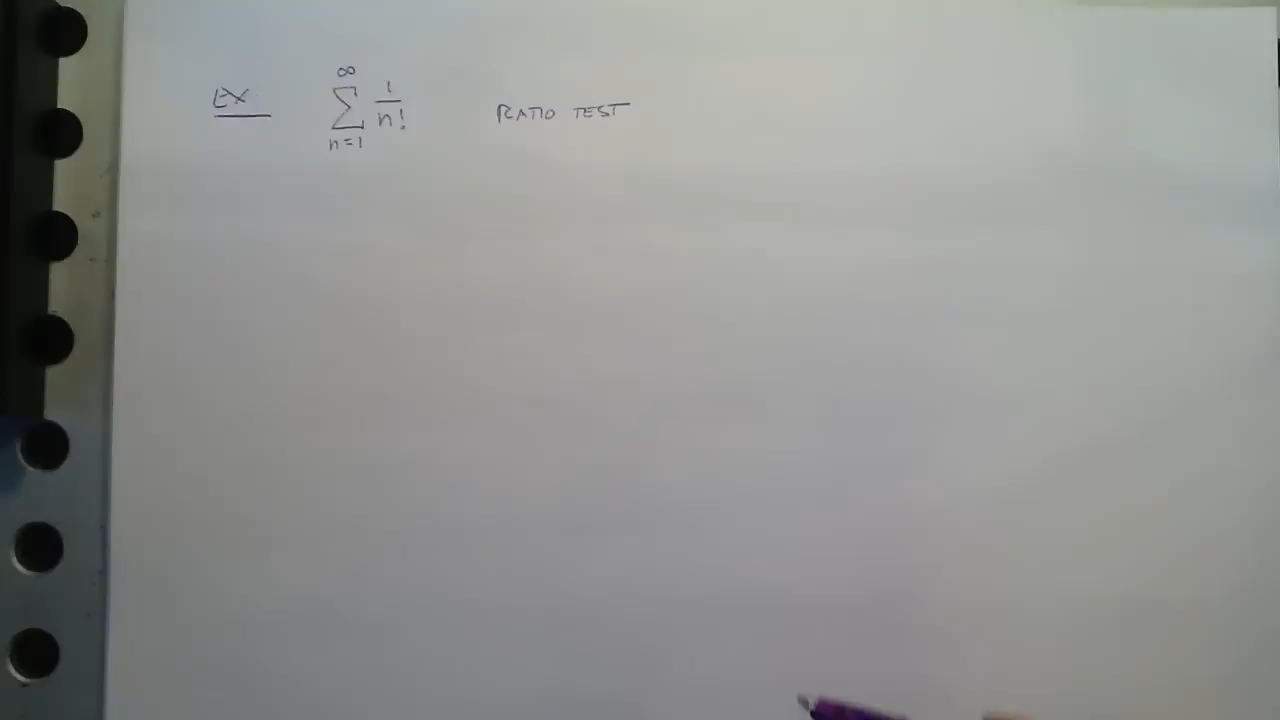 EX ∑_{n=1}^{∞} 1/n! RATIO TEST